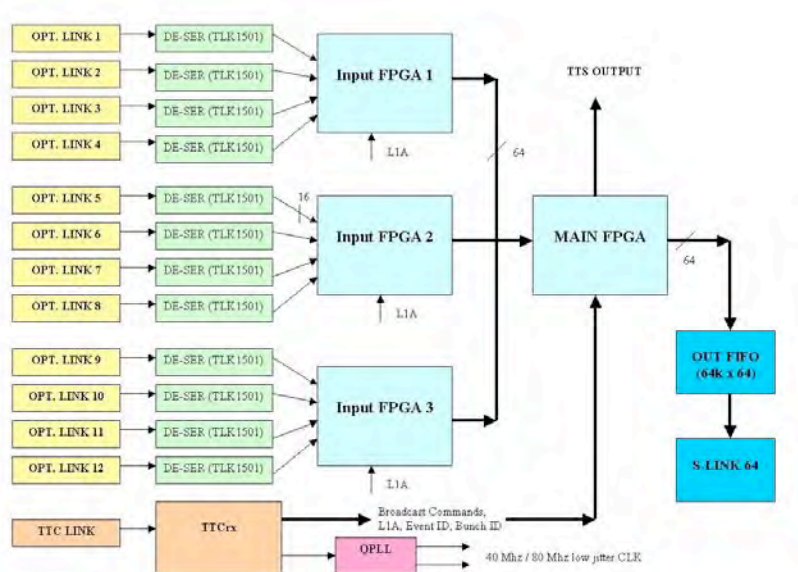 OPT. LINK 1
DE-SER (TLK1501)
OPT. LINK 2
DE-SER (TLK1501)
OPT. LINK 3
DE-SER (TLK1501)
OPT. LINK 4
DE-SER (TLK1501)
Input FPGA 1
L1A
64
TTS OUTPUT
OPT. LINK 5
DE-SER (TLK1501)
16
OPT. LINK 6
DE-SER (TLK1501)
OPT. LINK 7
DE-SER (TLK1501)
OPT. LINK 8
DE-SER (TLK1501)
Input FPGA 2
L1A
MAIN FPGA
64
OPT. LINK 9
DE-SER (TLK1501)
OPT. LINK 10
DE-SER (TLK1501)
OPT. LINK 11
DE-SER (TLK1501)
OPT. LINK 12
DE-SER (TLK1501)
Input FPGA 3
L1A
OUT FIFO
(64k x 64)
S-LINK 64
TTC LINK
TTCrx
Broadcast Commands,
L1A, Event ID, Bunch ID
QPLL
40 Mhz / 80 Mhz low jitter CLK